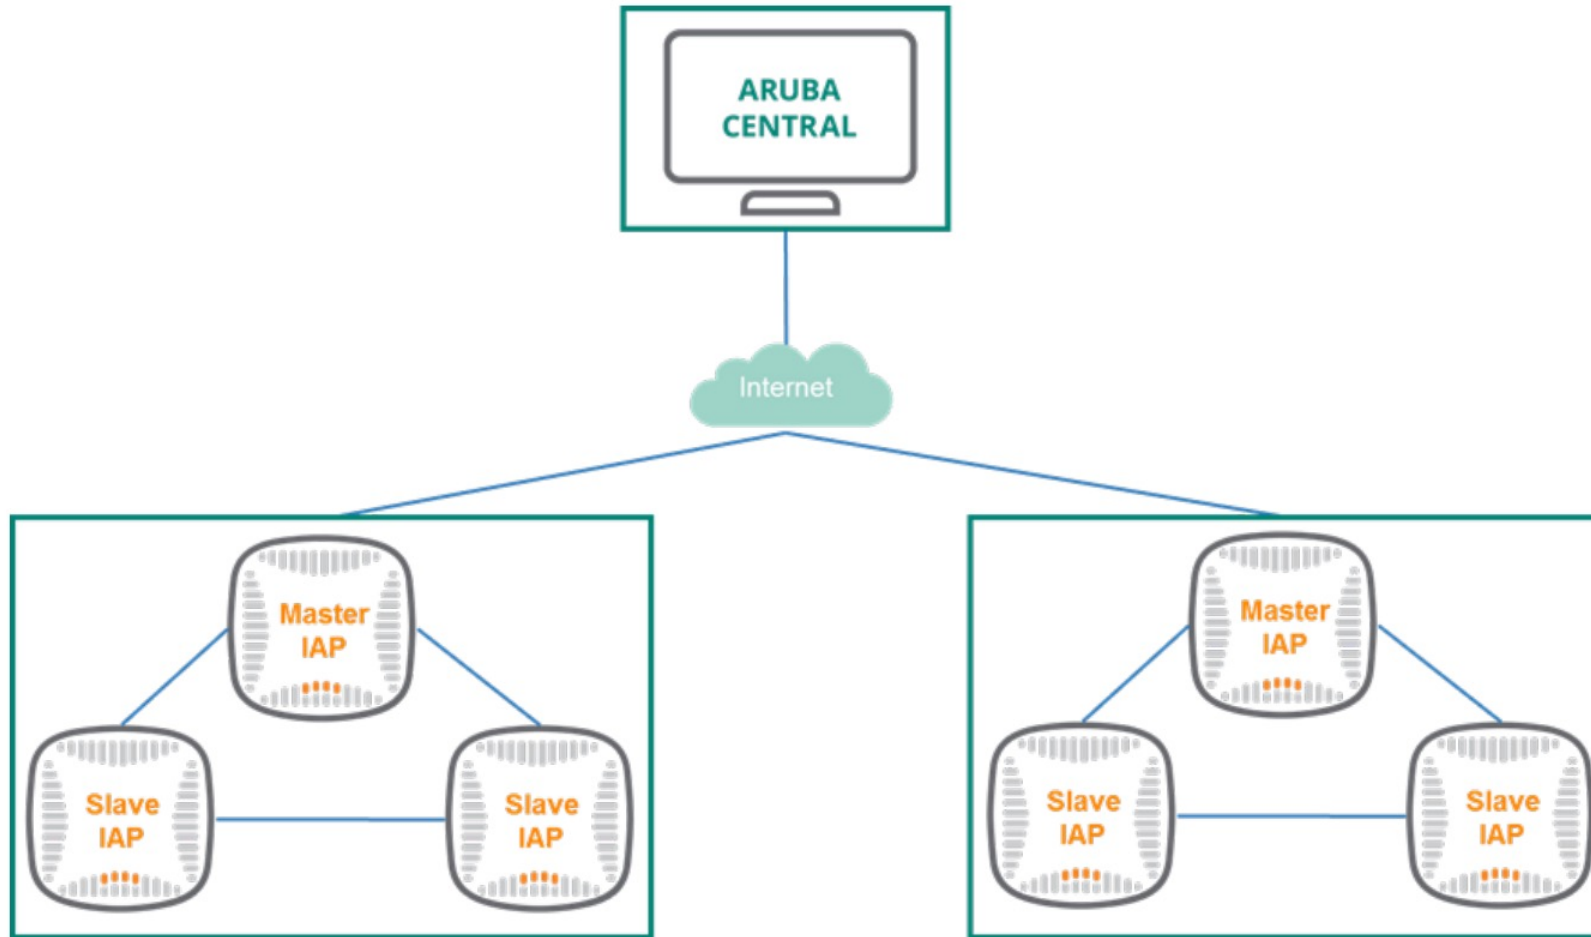 ARUBA
CENTRAL
Internet
Master
IAP
Slave
IAP
Slave
IAP
Master
IAP
Slave
IAP
Slave
IAP